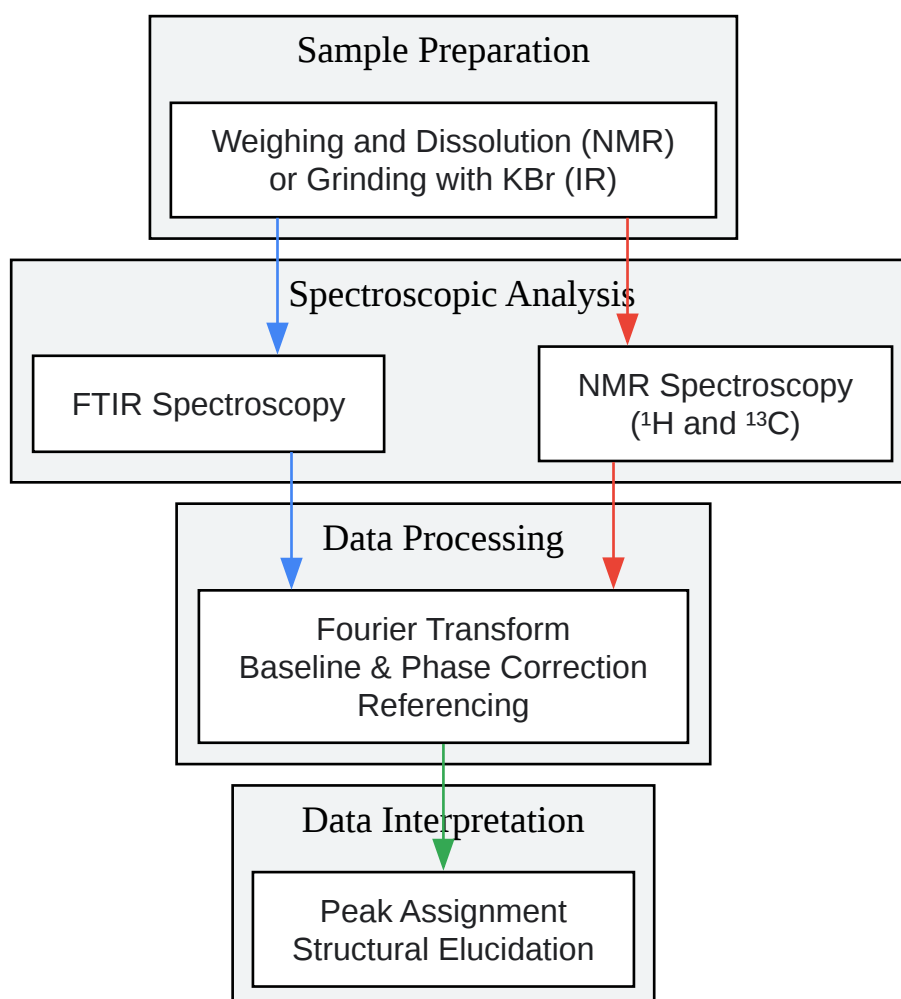 Sample Preparation
Weighing and Dissolution (NMR)
or Grinding with KBr (IR)
Spectroscopic Analysis
FTIR Spectroscopy
NMR Spectroscopy
(¹H and ¹³C)
Data Processing
Fourier Transform
Baseline & Phase Correction
Referencing
Data Interpretation
Peak Assignment
Structural Elucidation